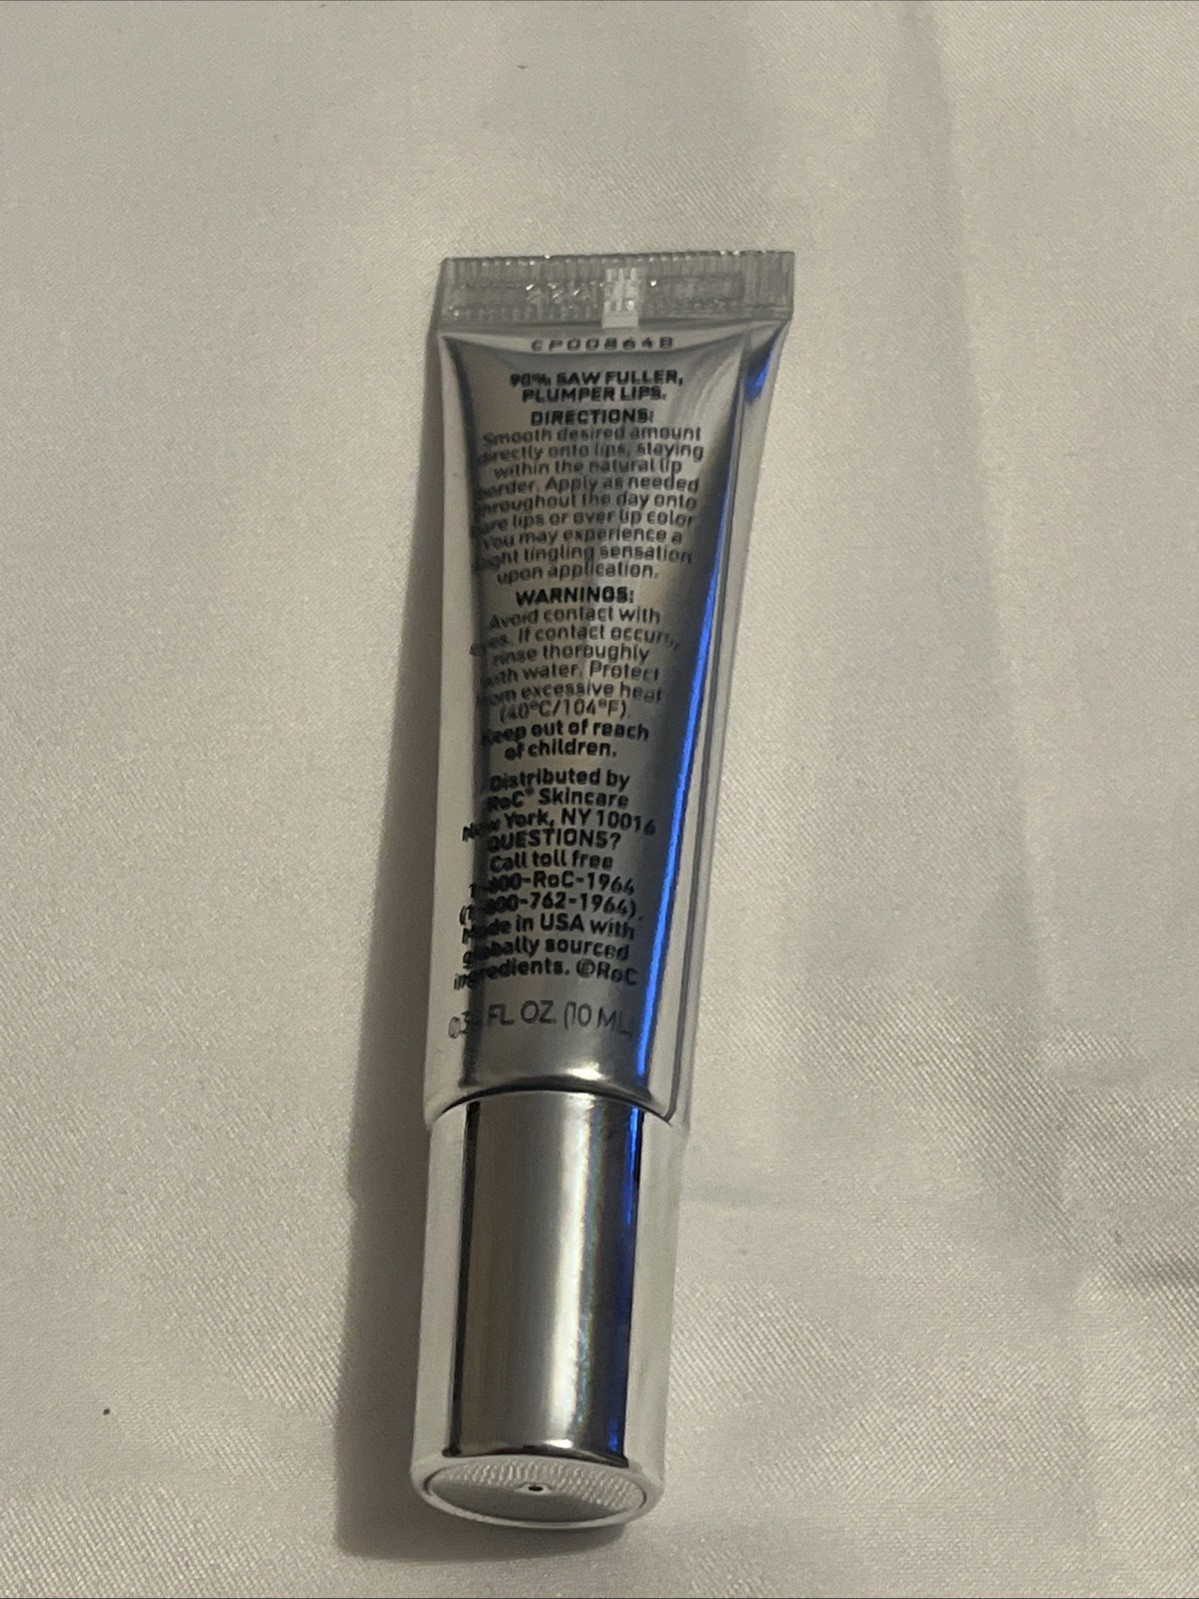 CP00864B
90% SAW FULLER,
PLUMPER LIPS.
DIRECTIONS:
Smooth desired amount
directly onto lips, staying
within the natural lip
border. Apply as needed
throughout the day onto
bare lips or over lip color.
You may experience a
slight tingling sensation
upon application.
WARNINGS:
Avoid contact with
eyes. If contact occurs,
rinse thoroughly
with water. Protect
from excessive heat
(40°C/104°F).
Keep out of reach
of children.
Distributed by
RoC® Skincare
New York, NY 10016
QUESTIONS?
Call toll free
1-800-RoC-1964
(1-800-762-1964).
Made in USA with
globally sourced
ingredients. ©RoC
0.34 FL OZ (10 ML)